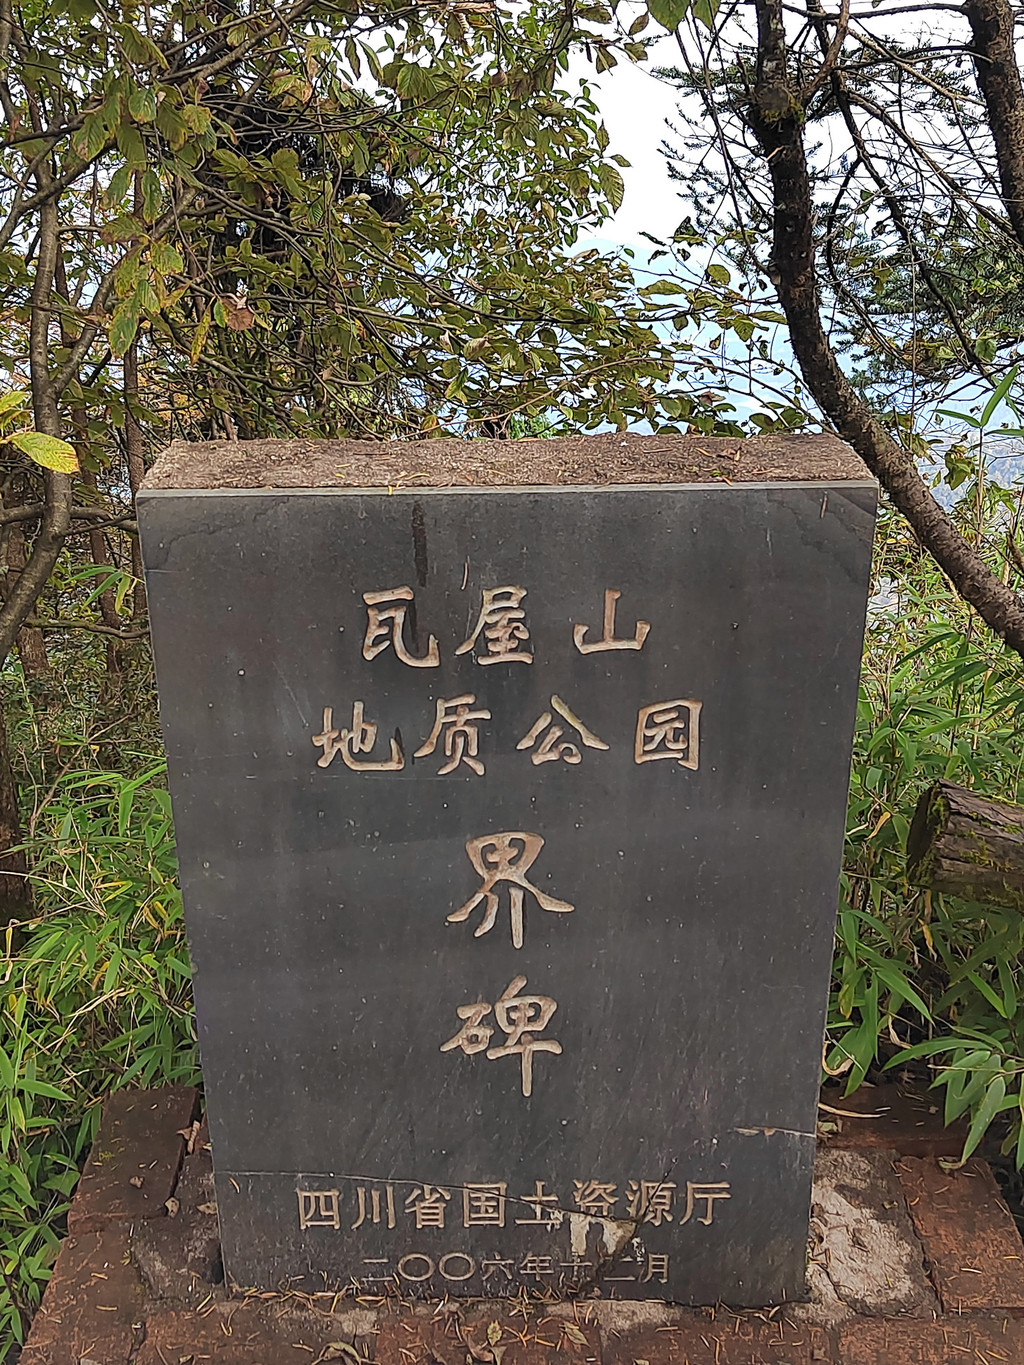 瓦屋山
地质公园
界
碑
四川省国土资源厅
二〇〇六年十二月